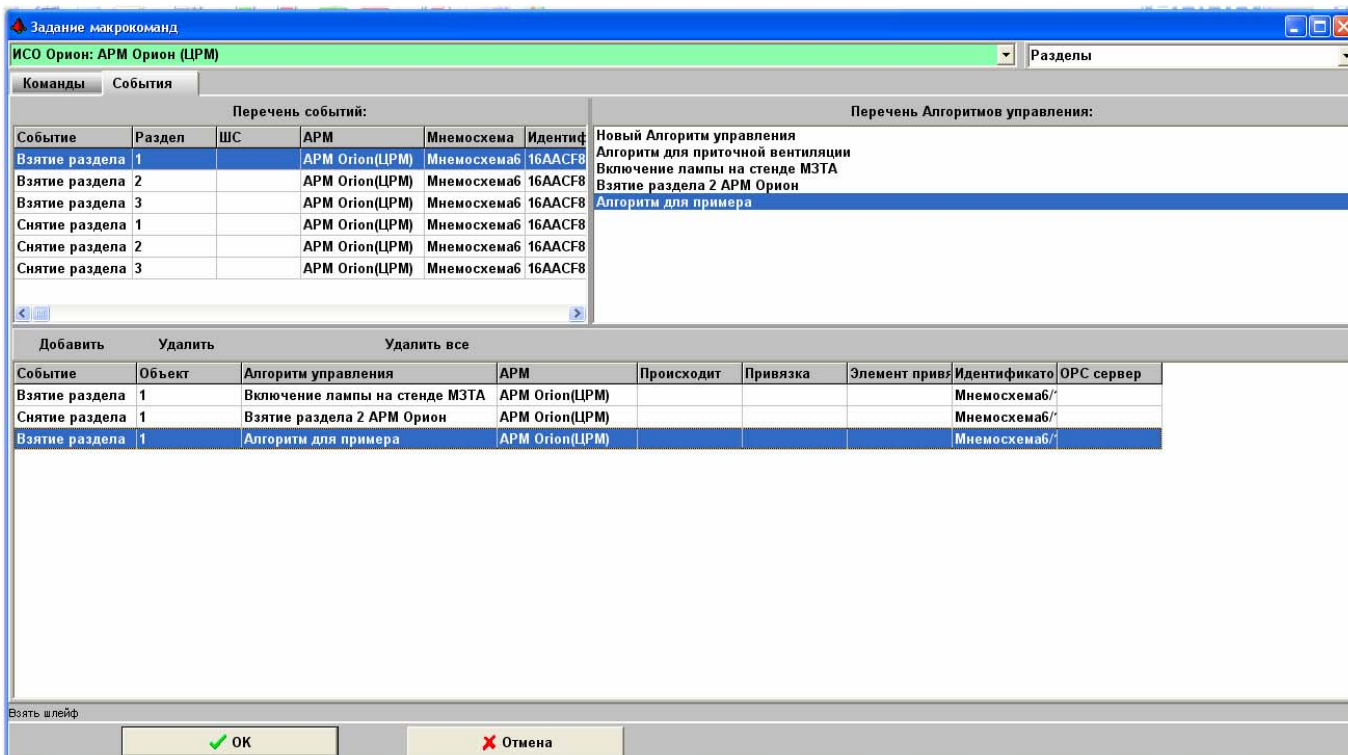 Задание макрокоманд
ИСО Орион: АРМ Орион (ЦРМ) Разделы
Команды События
Перечень событий: Перечень Алгоритмов управления:
Событие Раздел ШС АРМ Мнемосхема Идентиф
Взятие раздела 1 АРМ Orion(ЦРМ) Мнемосхема6 16AACF8
Взятие раздела 2 АРМ Orion(ЦРМ) Мнемосхема6 16AACF8
Взятие раздела 3 АРМ Orion(ЦРМ) Мнемосхема6 16AACF8
Снятие раздела 1 АРМ Orion(ЦРМ) Мнемосхема6 16AACF8
Снятие раздела 2 АРМ Orion(ЦРМ) Мнемосхема6 16AACF8
Снятие раздела 3 АРМ Orion(ЦРМ) Мнемосхема6 16AACF8
Новый Алгоритм управления
Алгоритм для приточной вентиляции
Включение лампы на стенде МЗТА
Взятие раздела 2 АРМ Орион
Алгоритм для примера
Добавить Удалить Удалить все
Событие Объект Алгоритм управления АРМ Происходит Привязка Элемент привя Идентификато OPC сервер
Взятие раздела 1 Включение лампы на стенде МЗТА АРМ Orion(ЦРМ) Мнемосхема6/
Снятие раздела 1 Взятие раздела 2 АРМ Орион АРМ Orion(ЦРМ) Мнемосхема6/
Взятие раздела 1 Алгоритм для примера АРМ Orion(ЦРМ) Мнемосхема6/
Взять шлейф
OK Отмена